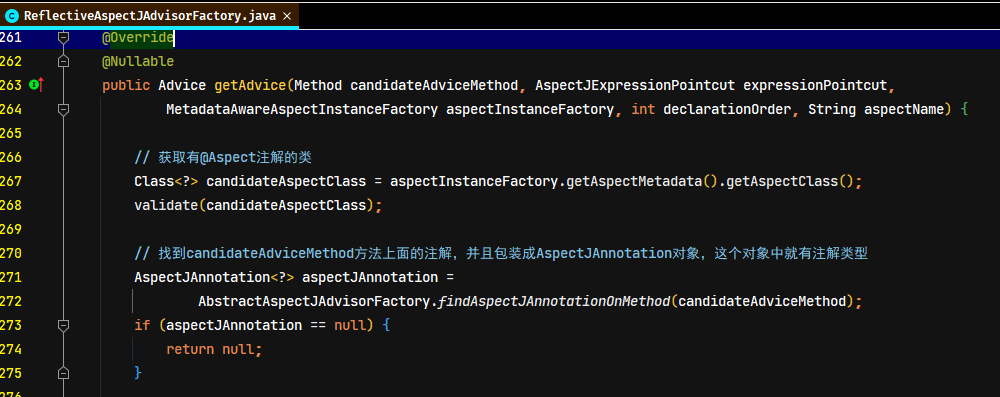 ReflectiveAspectJAdvisorFactory.java
261 @Override
262 @Nullable
263 public Advice getAdvice(Method candidateAdviceMethod, AspectJExpressionPointcut expressionPointcut,
264 MetadataAwareAspectInstanceFactory aspectInstanceFactory, int declarationOrder, String aspectName) {
265
266 // 获取有@Aspect注解的类
267 Class<?> candidateAspectClass = aspectInstanceFactory.getAspectMetadata().getAspectClass();
268 validate(candidateAspectClass);
269
270 // 找到candidateAdviceMethod方法上面的注解，并且包装成AspectJAnnotation对象，这个对象中就有注解类型
271 AspectJAnnotation<?> aspectJAnnotation =
272 AbstractAspectJAdvisorFactory.findAspectJAnnotationOnMethod(candidateAdviceMethod);
273 if (aspectJAnnotation == null) {
274 return null;
275 }